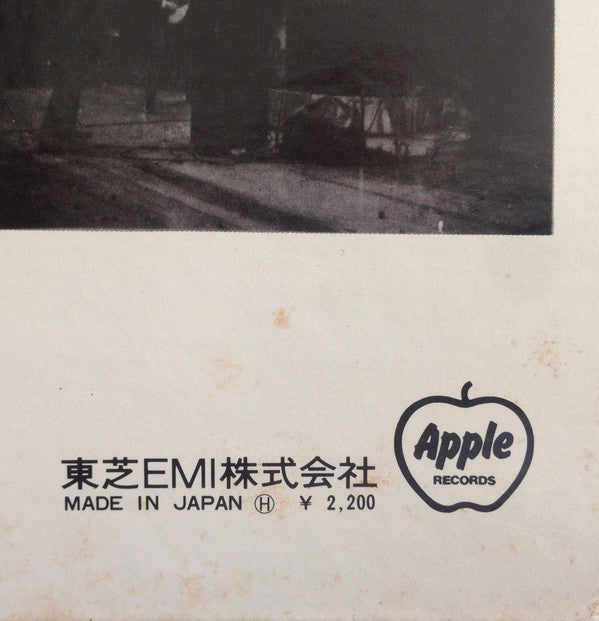 東芝EMI株式会社
MADE IN JAPAN Ⓗ ¥ 2,200
Apple
RECORDS